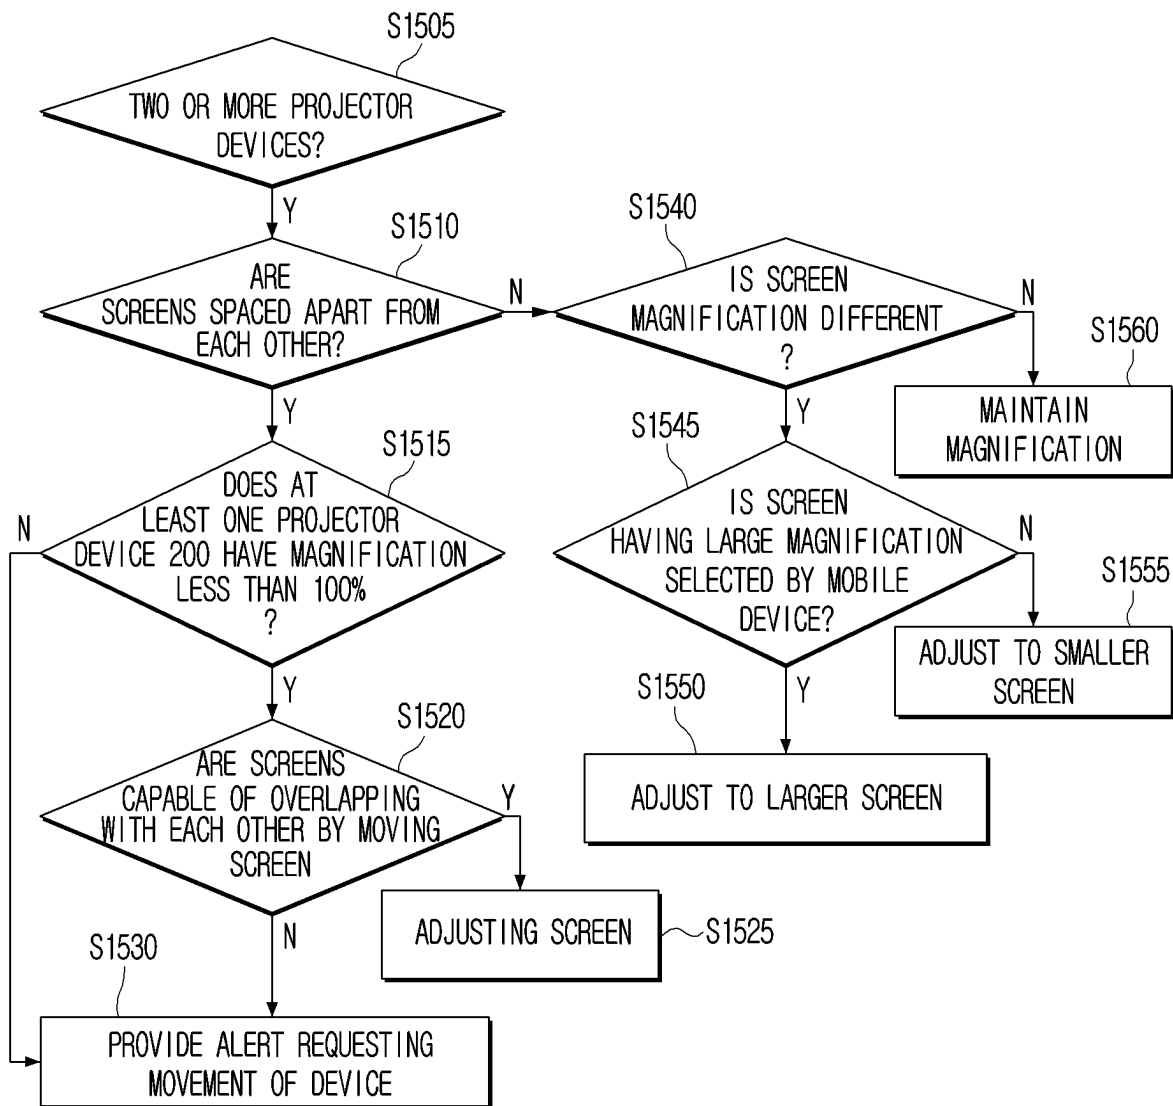 S1505
TWO OR MORE PROJECTOR
DEVICES?
Y
S1510
ARE
SCREENS SPACED APART FROM
EACH OTHER?
N
Y
S1540
IS SCREEN
MAGNIFICATION DIFFERENT
?
N
Y
S1560
MAINTAIN
MAGNIFICATION
S1515
DOES AT
LEAST ONE PROJECTOR
DEVICE 200 HAVE MAGNIFICATION
LESS THAN 100%
?
N
Y
S1545
IS SCREEN
HAVING LARGE MAGNIFICATION
SELECTED BY MOBILE
DEVICE?
N
Y
S1555
ADJUST TO SMALLER
SCREEN
S1550
ADJUST TO LARGER SCREEN
S1520
ARE SCREENS
CAPABLE OF OVERLAPPING
WITH EACH OTHER BY MOVING
SCREEN
Y
N
ADJUSTING SCREEN
S1525
S1530
PROVIDE ALERT REQUESTING
MOVEMENT OF DEVICE